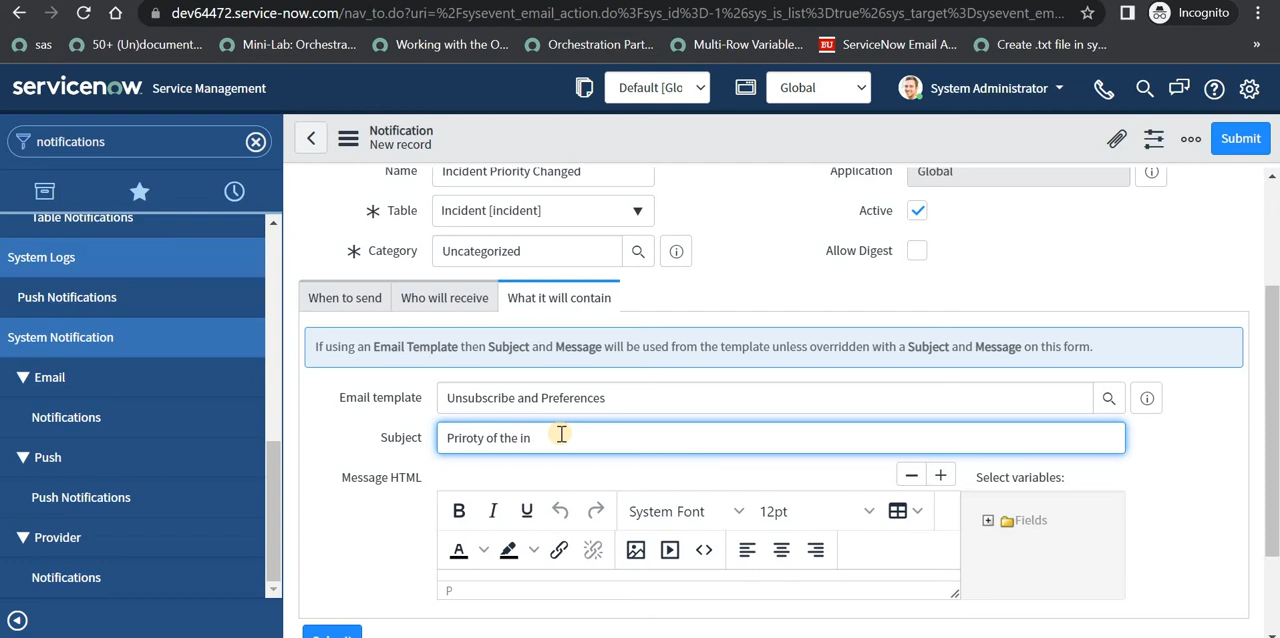 dev64472.service-now.com/nav_to.do?uri=%2Fsysevent_email_action.do%3Fsys_id%3D-1%26sys_is_list%3Dtrue%26sys_target%3Dsysevent_em...
Incognito
sas
50+ (Un)document...
Mini-Lab: Orchestra...
Working with the O...
Orchestration Part...
Multi-Row Variable...
BU ServiceNow Email A...
Create .txt file in sy...
»
servicenow Service Management
Default [Glo
Global
System Administrator
notifications
Notification
New record
Submit
Table Notifications
System Logs
Push Notifications
System Notification
Email
Notifications
Push
Push Notifications
Provider
Notifications
Name Incident Priority Changed
Application Global
Table Incident [incident]
Active
Category Uncategorized
Allow Digest
When to send
Who will receive
What it will contain
If using an Email Template then Subject and Message will be used from the template unless overridden with a Subject and Message on this form.
Email template Unsubscribe and Preferences
Subject Priroty of the in
Message HTML
Select variables:
B I U System Font 12pt
A
Fields
P
Submit